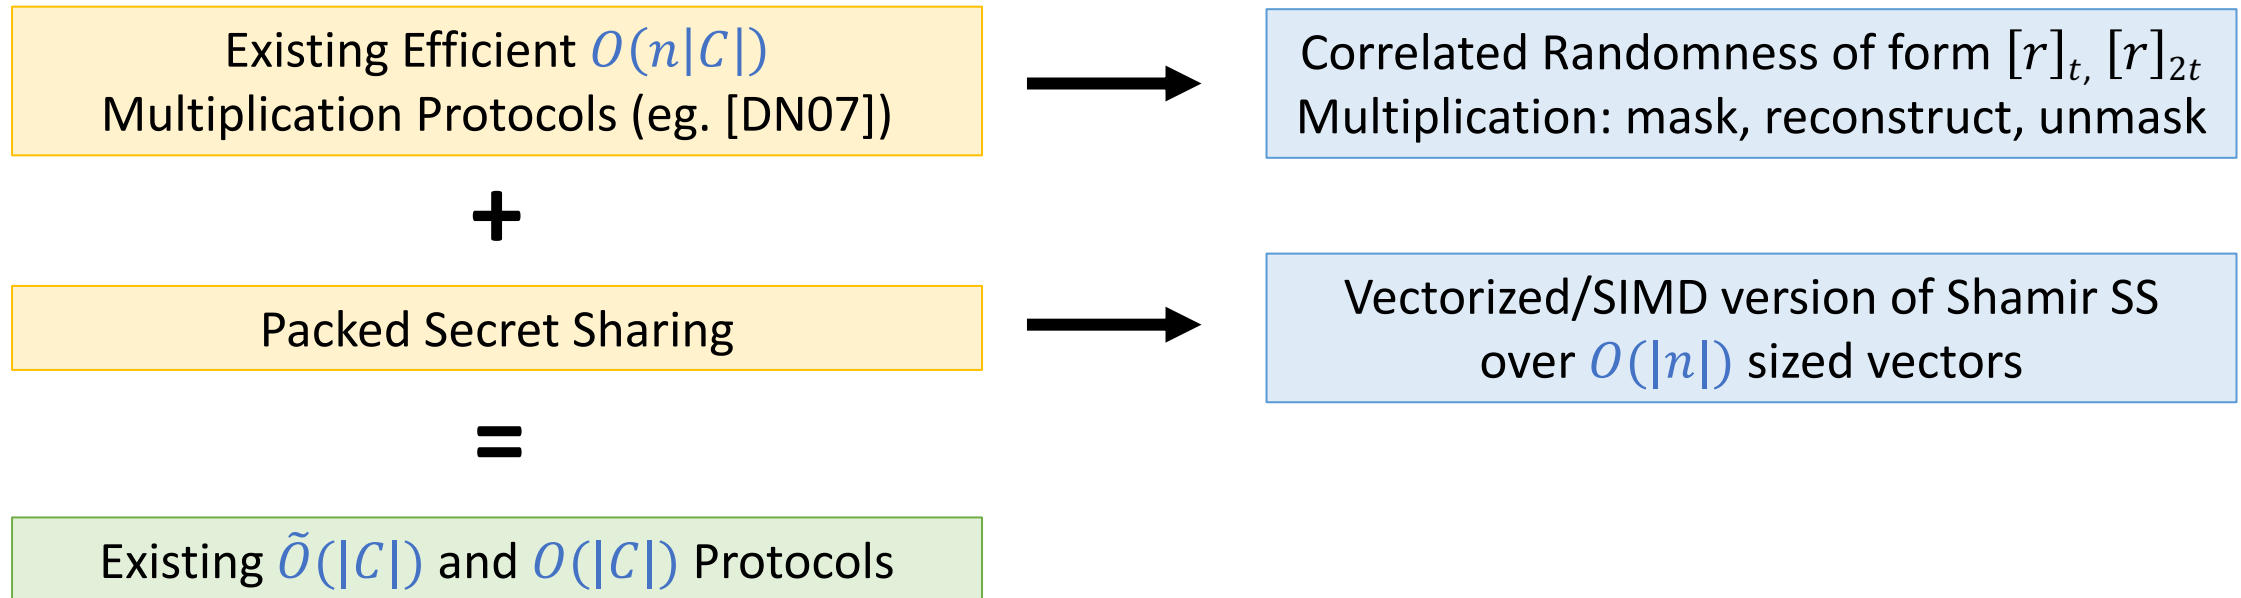 Existing Efficient O(n|C|)
Multiplication Protocols (eg. [DN07])
Correlated Randomness of form [r]ₜ, [r]₂ₜ
Multiplication: mask, reconstruct, unmask
+
Packed Secret Sharing
Vectorized/SIMD version of Shamir SS
over O(|n|) sized vectors
=
Existing Õ(|C|) and O(|C|) Protocols